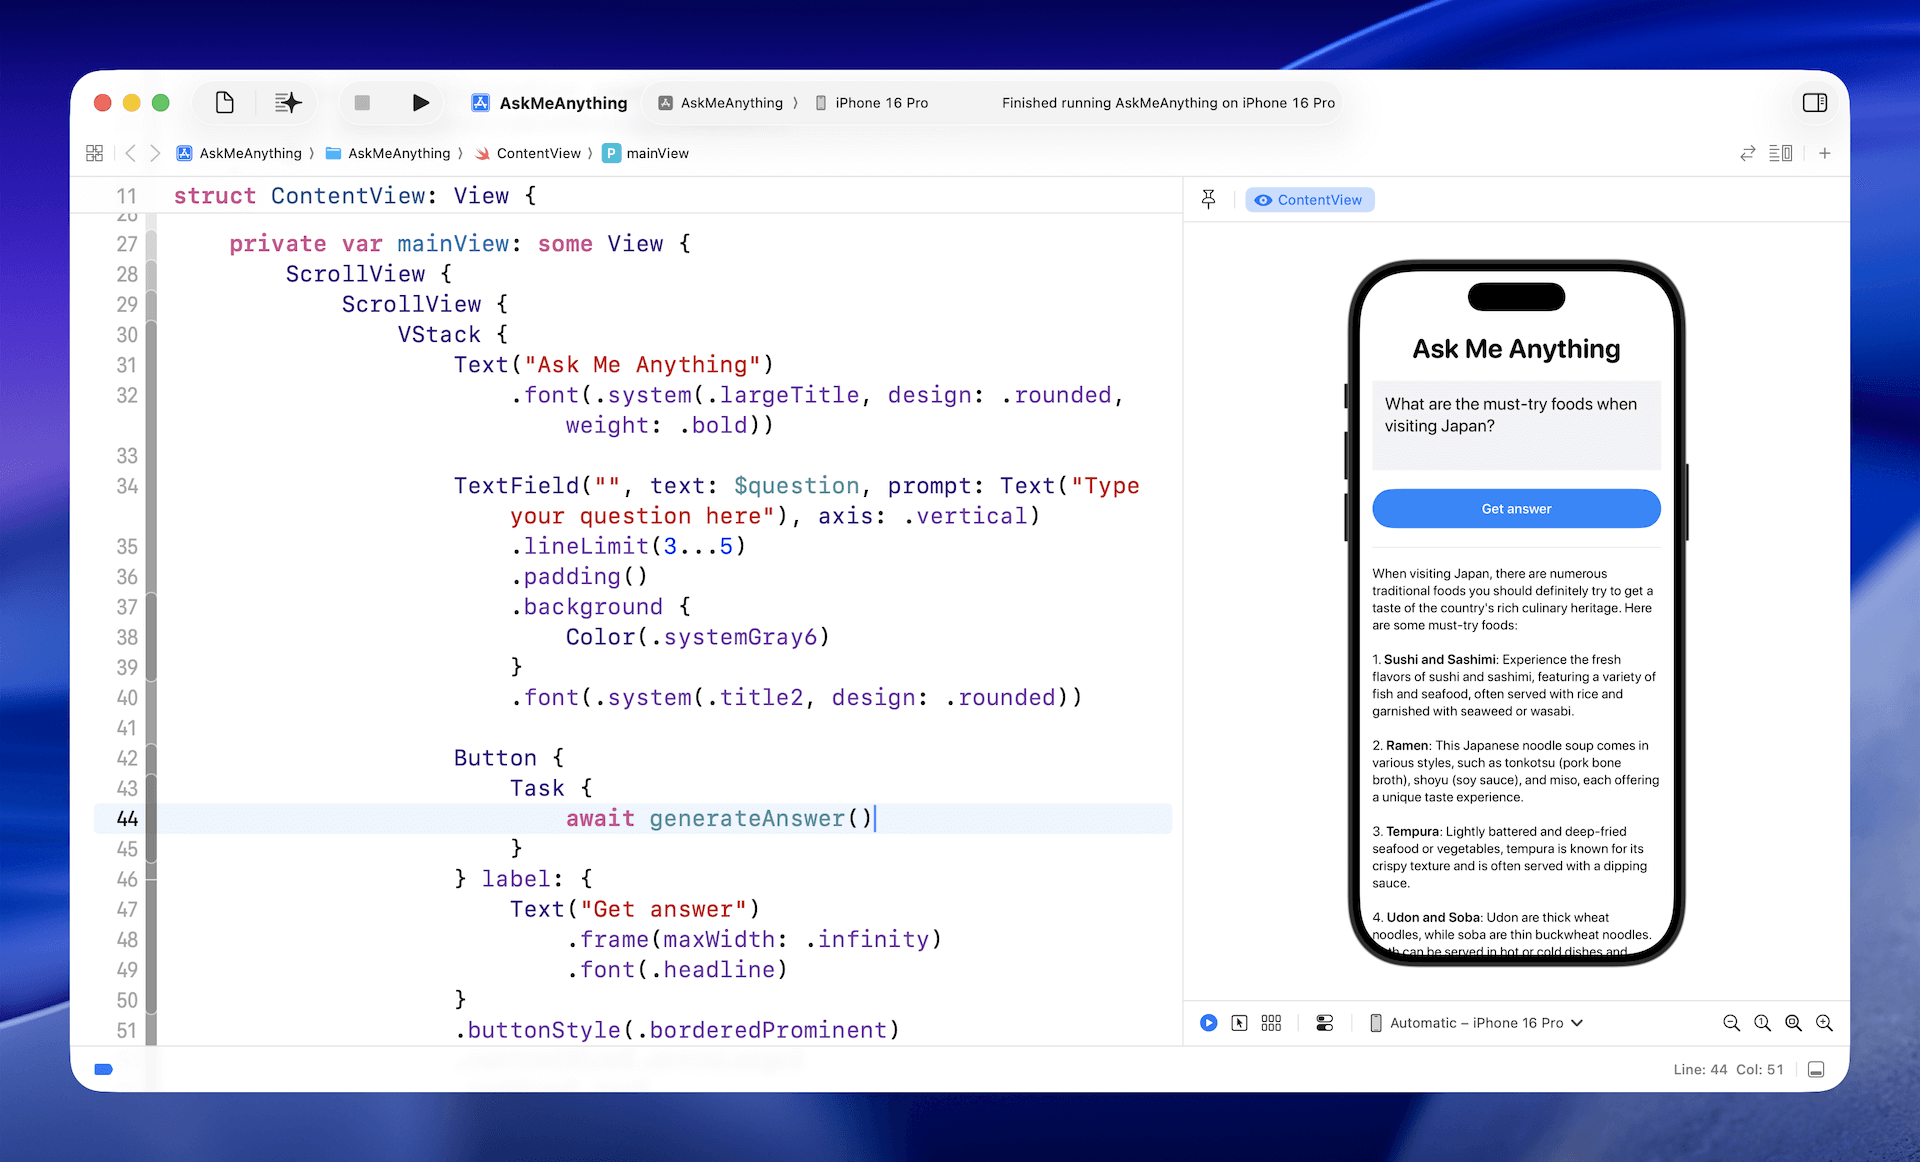 AskMeAnything
AskMeAnything 〉 iPhone 16 Pro
Finished running AskMeAnything on iPhone 16 Pro
AskMeAnything 〉 AskMeAnything 〉 ContentView 〉 P mainView
11 struct ContentView: View {
26
27 private var mainView: some View {
28 ScrollView {
29 ScrollView {
30 VStack {
31 Text("Ask Me Anything")
32 .font(.system(.largeTitle, design: .rounded,
weight: .bold))
33
34 TextField("", text: $question, prompt: Text("Type
your question here"), axis: .vertical)
35 .lineLimit(3...5)
36 .padding()
37 .background {
38 Color(.systemGray6)
39 }
40 .font(.system(.title2, design: .rounded))
41
42 Button {
43 Task {
44 await generateAnswer()
45 }
46 } label: {
47 Text("Get answer")
48 .frame(maxWidth: .infinity)
49 .font(.headline)
50 }
51 .buttonStyle(.borderedProminent)
ContentView
Ask Me Anything
What are the must-try foods when
visiting Japan?
Get answer
When visiting Japan, there are numerous
traditional foods you should definitely try to get a
taste of the country's rich culinary heritage. Here
are some must-try foods:
1. Sushi and Sashimi: Experience the fresh
flavors of sushi and sashimi, featuring a variety of
fish and seafood, often served with rice and
garnished with seaweed or wasabi.
2. Ramen: This Japanese noodle soup comes in
various styles, such as tonkotsu (pork bone
broth), shoyu (soy sauce), and miso, each offering
a unique taste experience.
3. Tempura: Lightly battered and deep-fried
seafood or vegetables, tempura is known for its
crispy texture and is often served with a dipping
sauce.
4. Udon and Soba: Udon are thick wheat
noodles, while soba are thin buckwheat noodles.
can be served in hot or cold dishes and
Automatic – iPhone 16 Pro
Line: 44 Col: 51